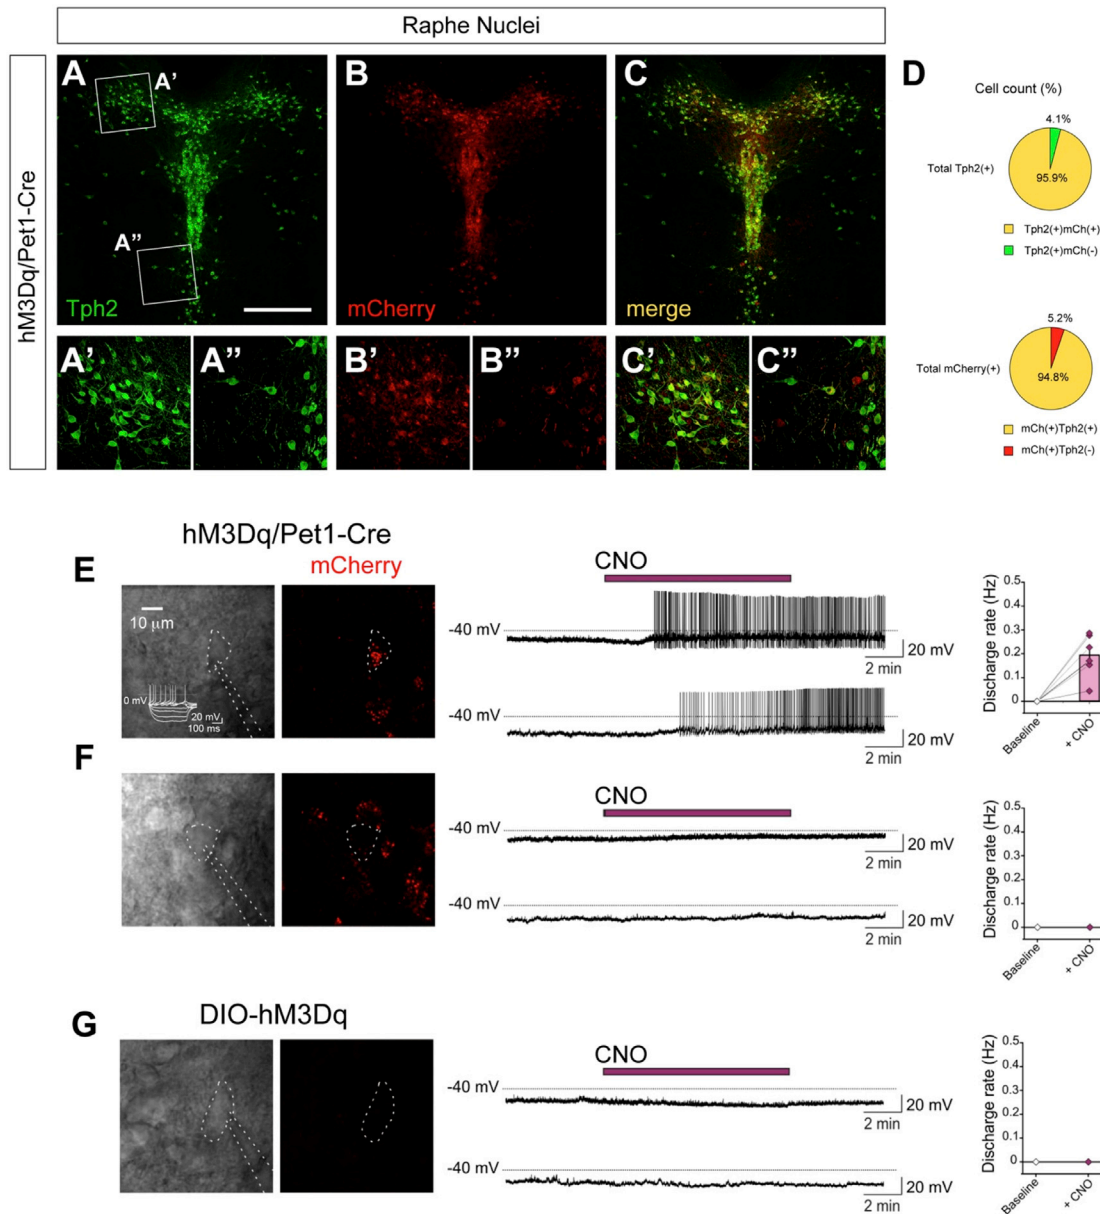 Raphe Nuclei
hM3Dq/Pet1-Cre
A
A'
A"
Tph2
B
mCherry
C
merge
D
Cell count (%)
4.1%
Total Tph2(+)
95.9%
Tph2(+)mCh(+)
Tph2(+)mCh(-)
5.2%
Total mCherry(+)
94.8%
mCh(+)Tph2(+)
mCh(+)Tph2(-)
A'
A"
B'
B"
C'
C"
hM3Dq/Pet1-Cre
E
mCherry
10 μm
0 mV
20 mV
100 ms
CNO
-40 mV
20 mV
2 min
-40 mV
20 mV
2 min
Discharge rate (Hz)
0.5
0.4
0.3
0.2
0.1
0
Baseline
+ CNO
F
CNO
-40 mV
20 mV
2 min
-40 mV
20 mV
2 min
Discharge rate (Hz)
0.5
0.4
0.3
0.2
0.1
0
Baseline
+ CNO
G
DIO-hM3Dq
CNO
-40 mV
20 mV
2 min
-40 mV
20 mV
2 min
Discharge rate (Hz)
0.5
0.4
0.3
0.2
0.1
0
Baseline
+ CNO